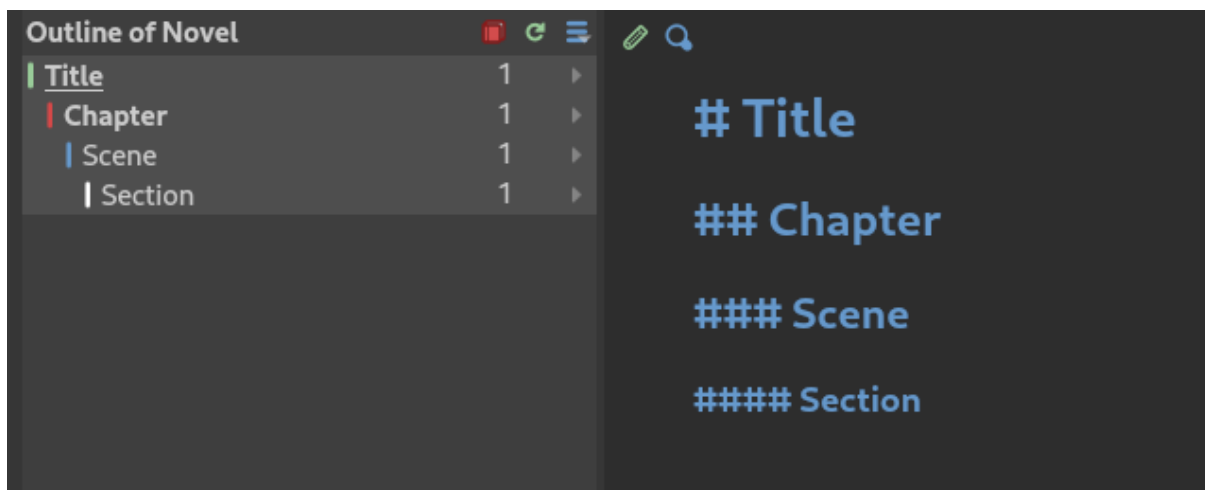 Outline of Novel
Title 1
Chapter 1
Scene 1
Section 1
# Title
## Chapter
### Scene
#### Section